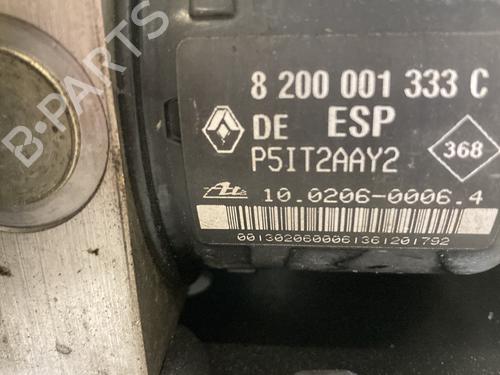 8 200 001 333 C
DE ESP
P5IT2AAY2
368
10.0206-0006.4
0013020600061361201792
B-PARTS